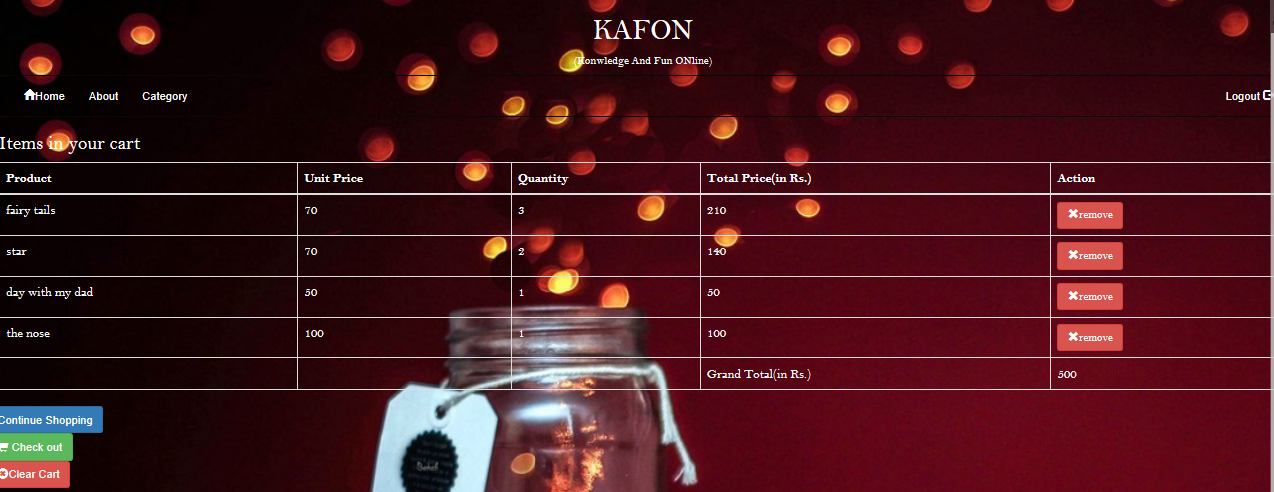 KAFON
(Konwledge And Fun ONline)
Home About Category Logout
Items in your cart
Product Unit Price Quantity Total Price(in Rs.) Action
fairy tails 70 3 210 remove
star 70 2 140 remove
day with my dad 50 1 50 remove
the nose 100 1 100 remove
Grand Total(in Rs.) 500
Continue Shopping
Check out
Clear Cart